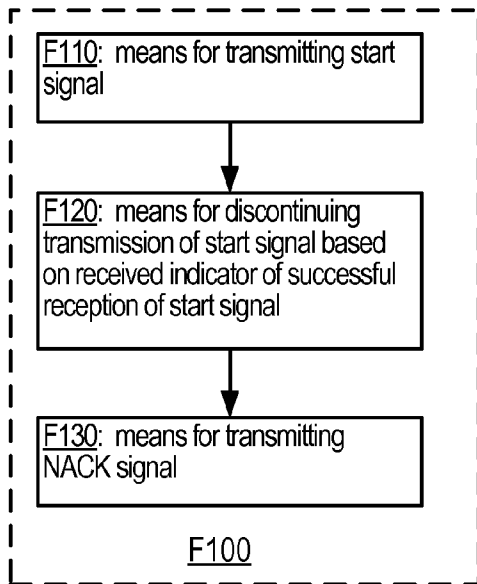 F110: means for transmitting start
signal
F120: means for discontinuing
transmission of start signal based
on received indicator of successful
reception of start signal
F130: means for transmitting
NACK signal
F100